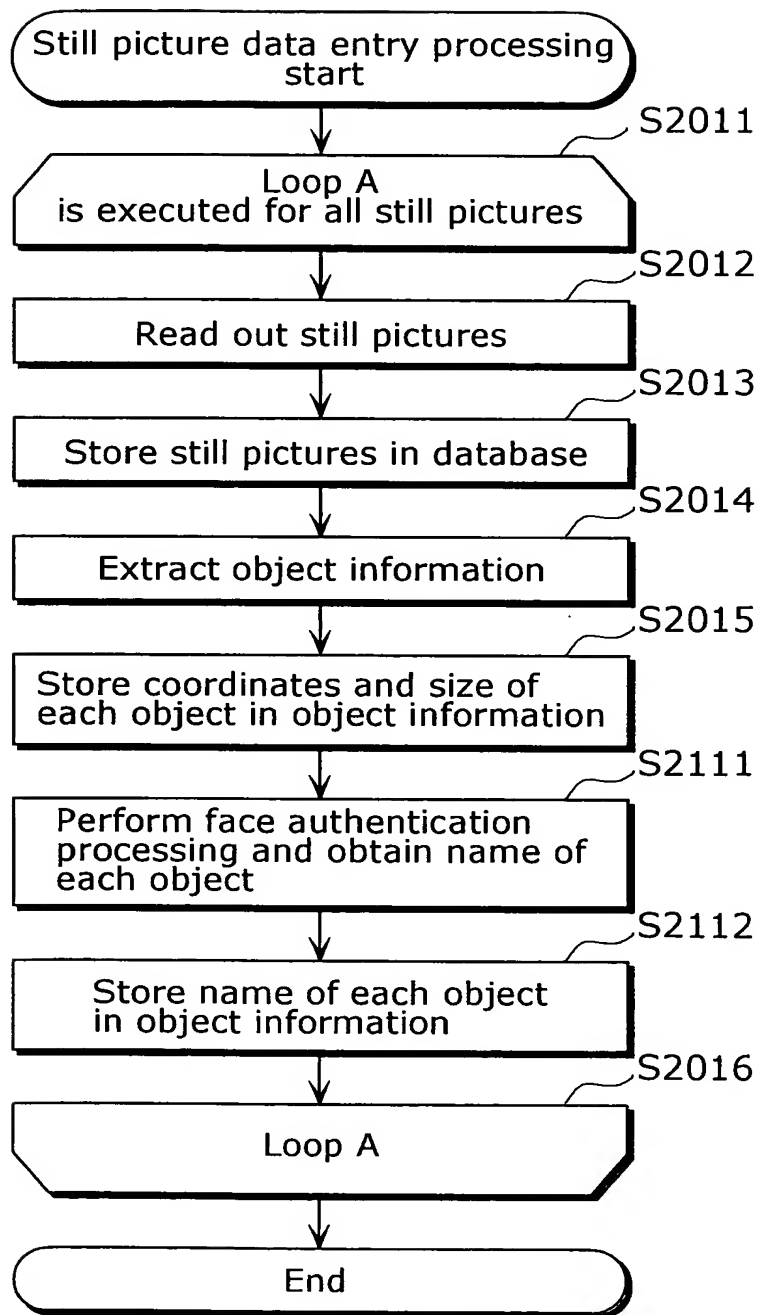 Still picture data entry processing
start
S2011
Loop A
is executed for all still pictures
S2012
Read out still pictures
S2013
Store still pictures in database
S2014
Extract object information
S2015
Store coordinates and size of
each object in object information
S2111
Perform face authentication
processing and obtain name of
each object
S2112
Store name of each object
in object information
S2016
Loop A
End